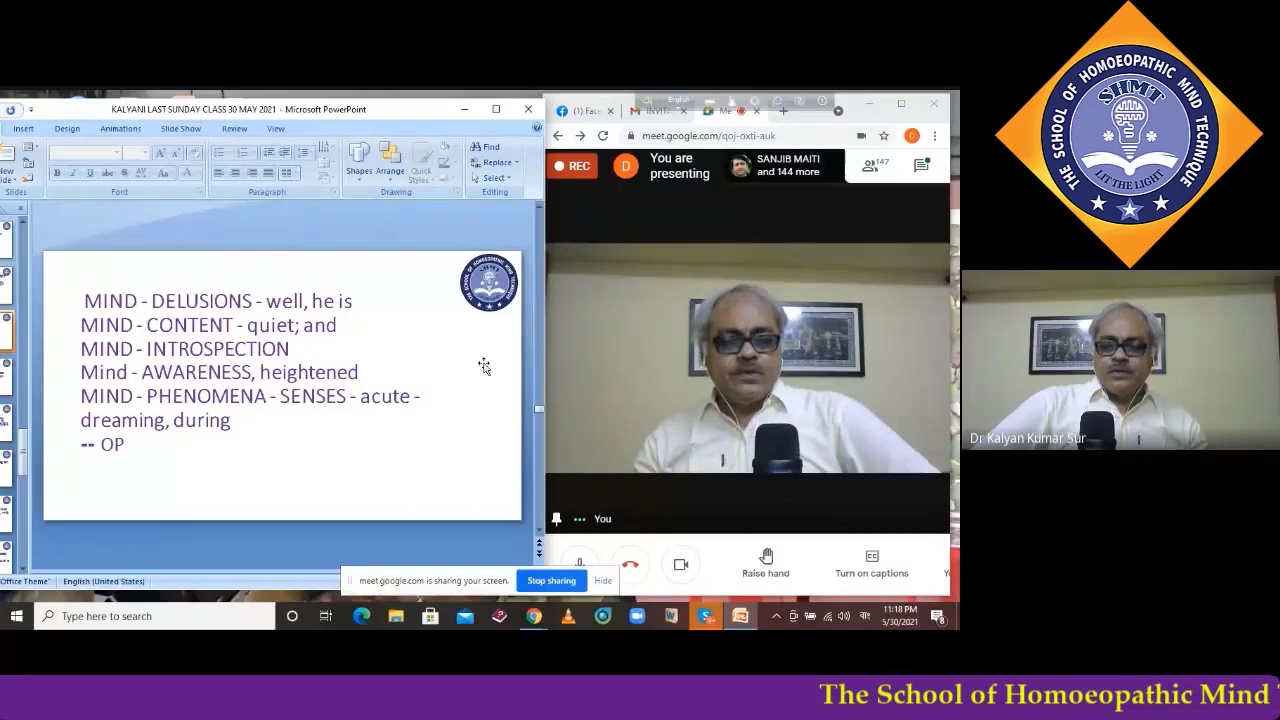 KALYANI LAST SUNDAY CLASS 30 MAY 2021 - Microsoft PowerPoint
Insert Design Animations Slide Show Review View
Slides Font Paragraph Drawing Editing
Shapes Arrange Quick Styles
Find
Replace
Select
MIND - DELUSIONS - well, he is
MIND - CONTENT - quiet; and
MIND - INTROSPECTION
Mind - AWARENESS, heightened
MIND - PHENOMENA - SENSES - acute -
dreaming, during
-- OP
Office Theme" English (United States)
English
meet.google.com/qoj-oxti-auk
REC
D
You are presenting
SANJIB MAITI
and 144 more
147
You
Raise hand
Turn on captions
meet.google.com is sharing your screen.
Stop sharing
Hide
Type here to search
11:18 PM
5/30/2021
8
THE SCHOOL OF HOMOEOPATHIC MIND TECHNIQUE
SHMT
LIT THE LIGHT
Dr Kalyan Kumar Sur
The School of Homoeopathic Mind